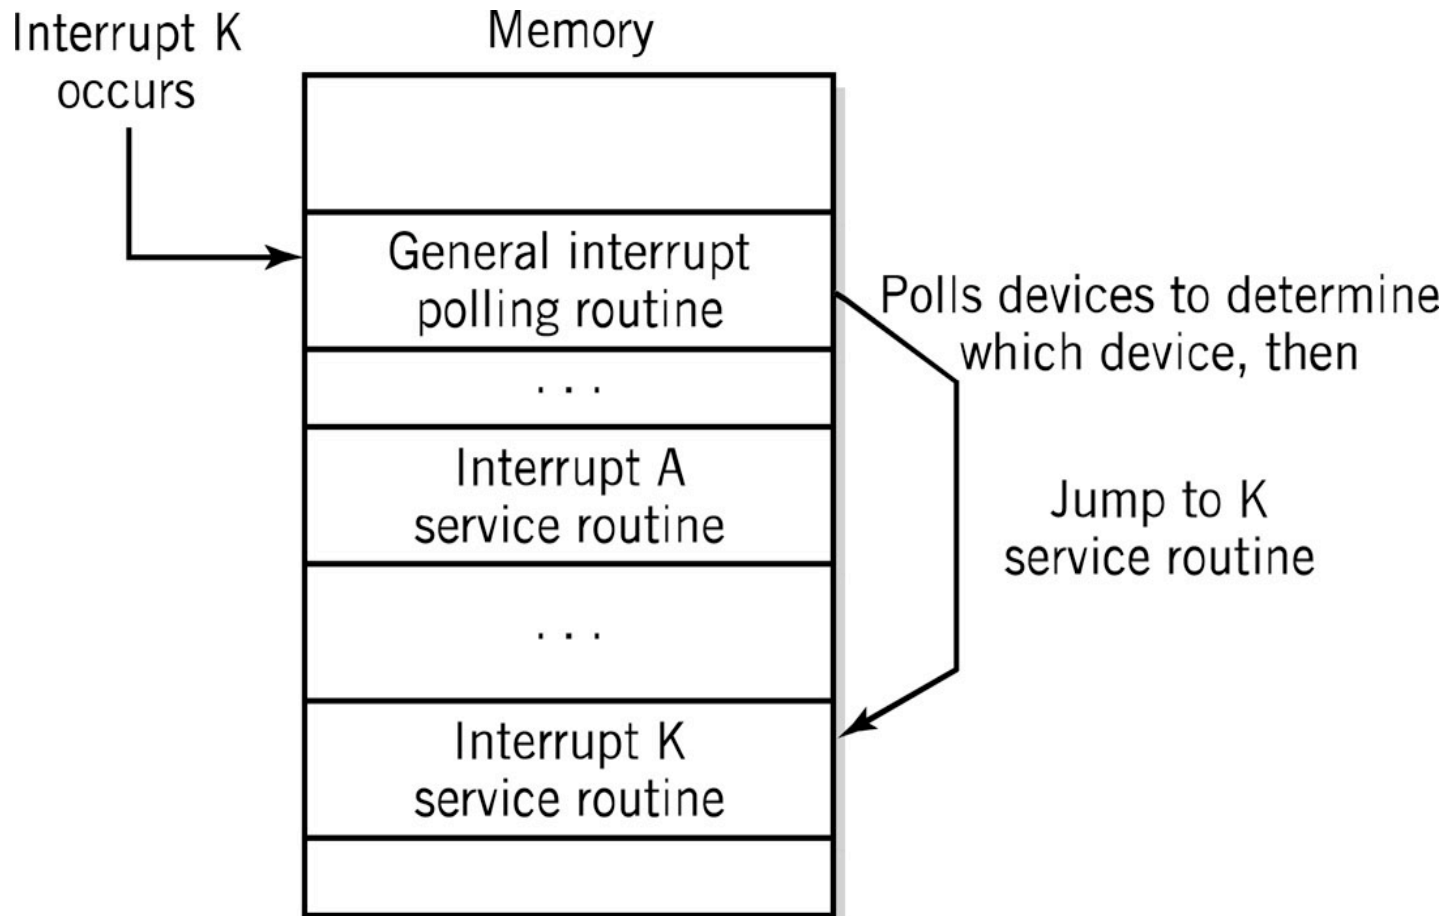 Interrupt K
occurs
Memory
General interrupt
polling routine
Polls devices to determine
which device, then
. . .
Interrupt A
service routine
Jump to K
service routine
. . .
Interrupt K
service routine